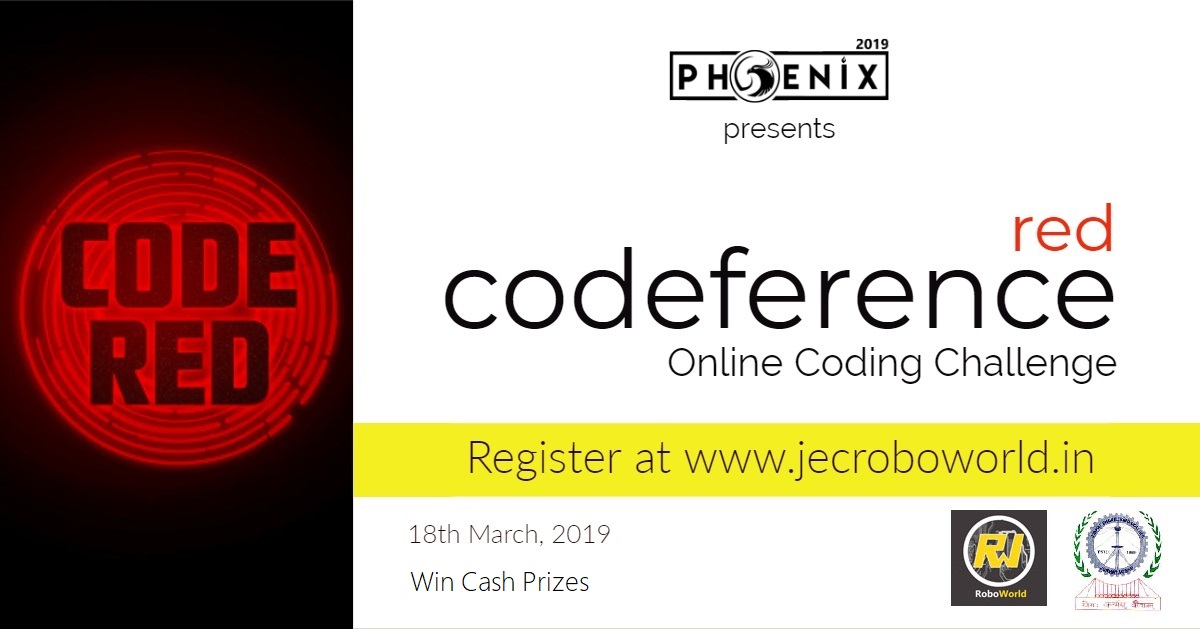 CODE
RED
2019
PHOENIX
presents
red
codeference
Online Coding Challenge
Register at www.jecroboworld.in
18th March, 2019
Win Cash Prizes
RW
RoboWorld